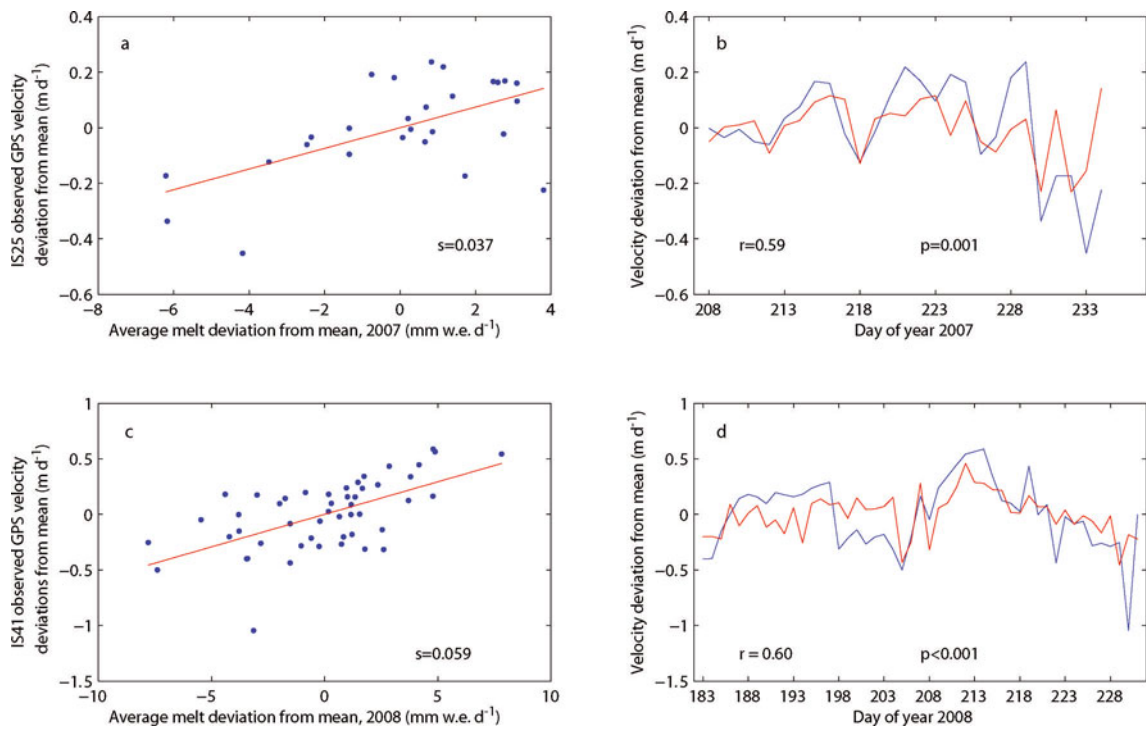 a
IS25 observed GPS velocity
deviation from mean (m d-1)
0.4
0.2
0
−0.2
−0.4
−0.6
s=0.037
−8 −6 −4 −2 0 2 4
Average melt deviation from mean, 2007 (mm w.e. d-1)
b
Velocity deviation from mean (m d-1)
0.4
0.2
0
−0.2
−0.4
−0.6
r=0.59 p=0.001
208 213 218 223 228 233
Day of year 2007
c
IS41 observed GPS velocity
deviations from mean (m d-1)
1
0.5
0
−0.5
−1
−1.5
s=0.059
−10 −5 0 5 10
Average melt deviation from mean, 2008 (mm w.e. d-1)
d
Velocity deviation from mean (m d-1)
1
0.5
0
−0.5
−1
−1.5
r = 0.60 p<0.001
183 188 193 198 203 208 213 218 223 228
Day of year 2008